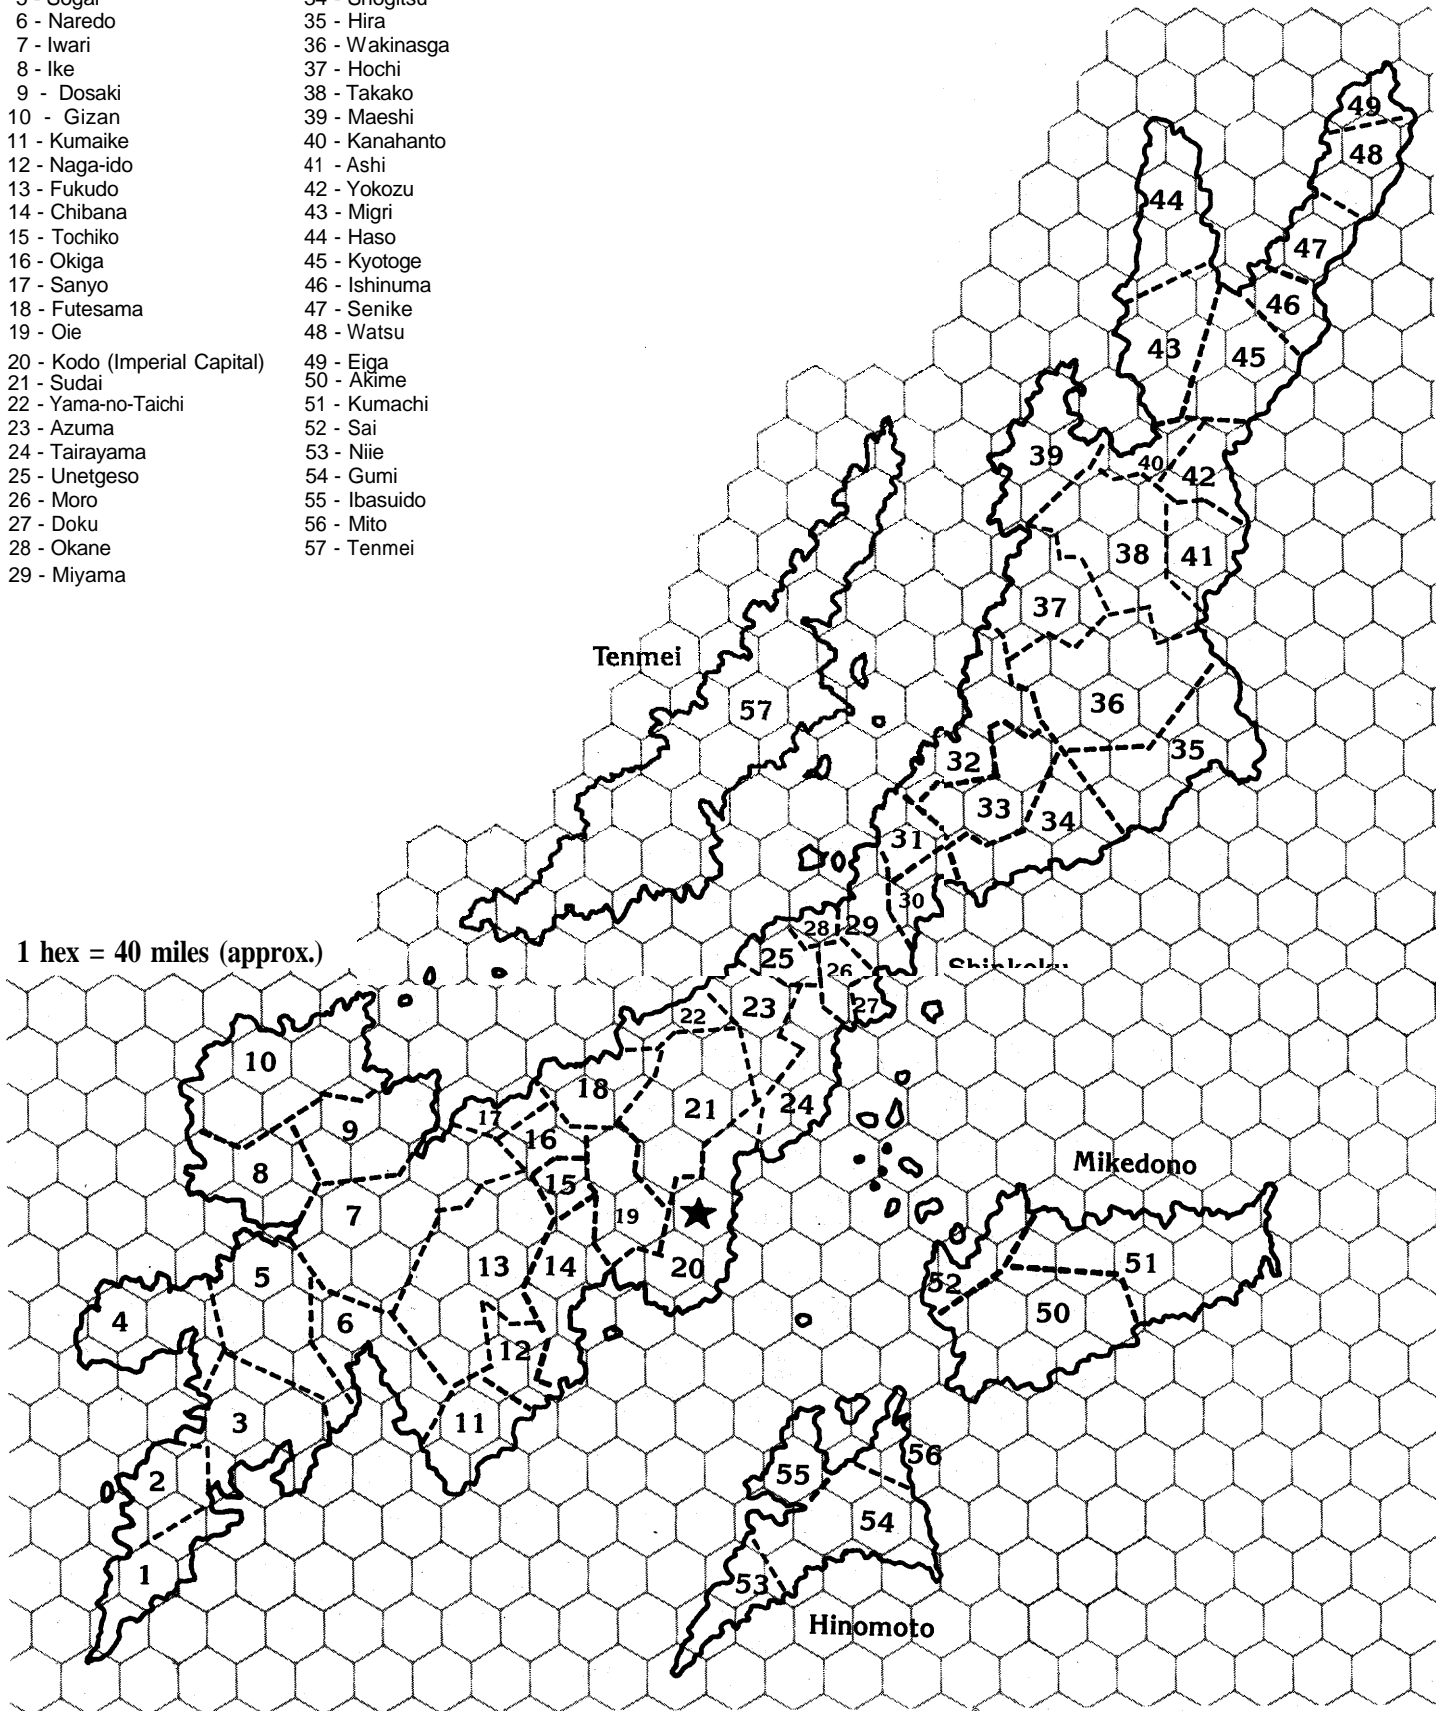 6 - Naredo
7 - Iwari
8 - Ike
9 - Dosaki
10 - Gizan
11 - Kumaike
12 - Naga-ido
13 - Fukudo
14 - Chibana
15 - Tochiko
16 - Okiga
17 - Sanyo
18 - Futesama
19 - Oie
20 - Kodo (Imperial Capital)
21 - Sudai
22 - Yama-no-Taichi
23 - Azuma
24 - Tairayama
25 - Unetgeso
26 - Moro
27 - Doku
28 - Okane
29 - Miyama
35 - Hira
36 - Wakinasga
37 - Hochi
38 - Takako
39 - Maeshi
40 - Kanahanto
41 - Ashi
42 - Yokozu
43 - Migri
44 - Haso
45 - Kyotoge
46 - Ishinuma
47 - Senike
48 - Watsu
49 - Eiga
50 - Akime
51 - Kumachi
52 - Sai
53 - Niie
54 - Gumi
55 - Ibasuido
56 - Mito
57 - Tenmei
49
48
44
47
46
43
45
39
40
42
38
41
37
Tenmei
57
36
35
32
33
34
31
30
1 hex = 40 miles (approx.)
28
29
25
26
23
27
22
10
18
21
24
17
9
16
8
15
Mikedono
7
19
5
13
14
20
51
52
4
6
50
12
3
11
56
2
55
54
1
53
Hinomoto